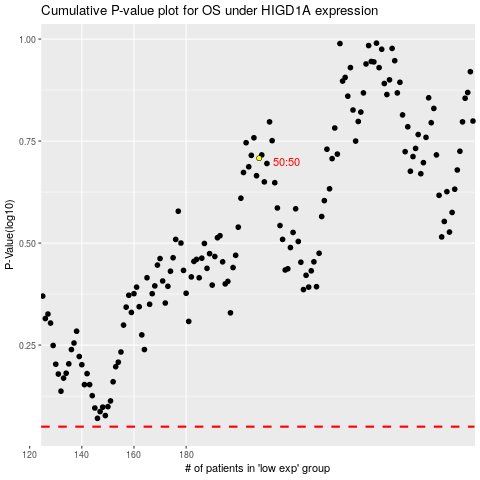 Cumulative P-value plot for OS under HIGD1A expression
1.00
0.75
50:50
0.50
0.25
120 140 160 180
P-Value(log10)
# of patients in 'low exp' group